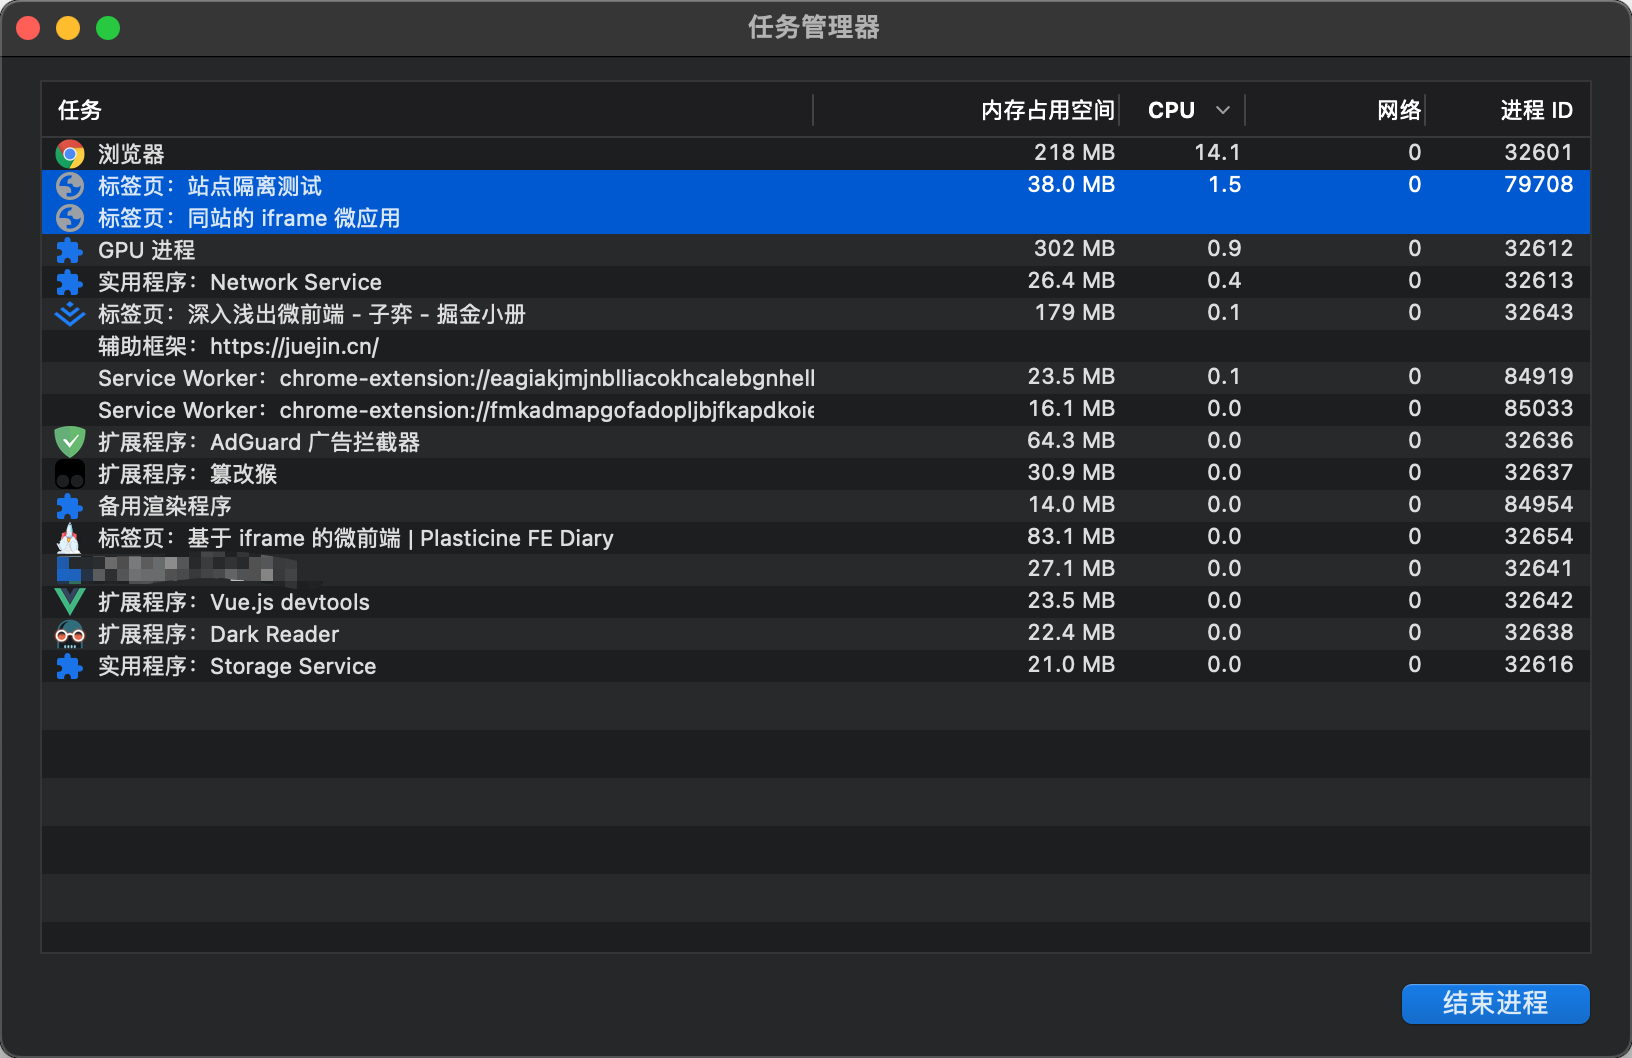 任务管理器
任务 内存占用空间 CPU 网络 进程 ID
浏览器 218 MB 14.1 0 32601
标签页：站点隔离测试 38.0 MB 1.5 0 79708
标签页：同站的 iframe 微应用
GPU 进程 302 MB 0.9 0 32612
实用程序：Network Service 26.4 MB 0.4 0 32613
标签页：深入浅出微前端 - 子弈 - 掘金小册 179 MB 0.1 0 32643
辅助框架：https://juejin.cn/
Service Worker：chrome-extension://eagiakjmjnblliacokhcalebgnhell 23.5 MB 0.1 0 84919
Service Worker：chrome-extension://fmkadmapgofadopljbjfkapdkoie 16.1 MB 0.0 0 85033
扩展程序：AdGuard 广告拦截器 64.3 MB 0.0 0 32636
扩展程序：篡改猴 30.9 MB 0.0 0 32637
备用渲染程序 14.0 MB 0.0 0 84954
标签页：基于 iframe 的微前端 | Plasticine FE Diary 83.1 MB 0.0 0 32654
27.1 MB 0.0 0 32641
扩展程序：Vue.js devtools 23.5 MB 0.0 0 32642
扩展程序：Dark Reader 22.4 MB 0.0 0 32638
实用程序：Storage Service 21.0 MB 0.0 0 32616
结束进程